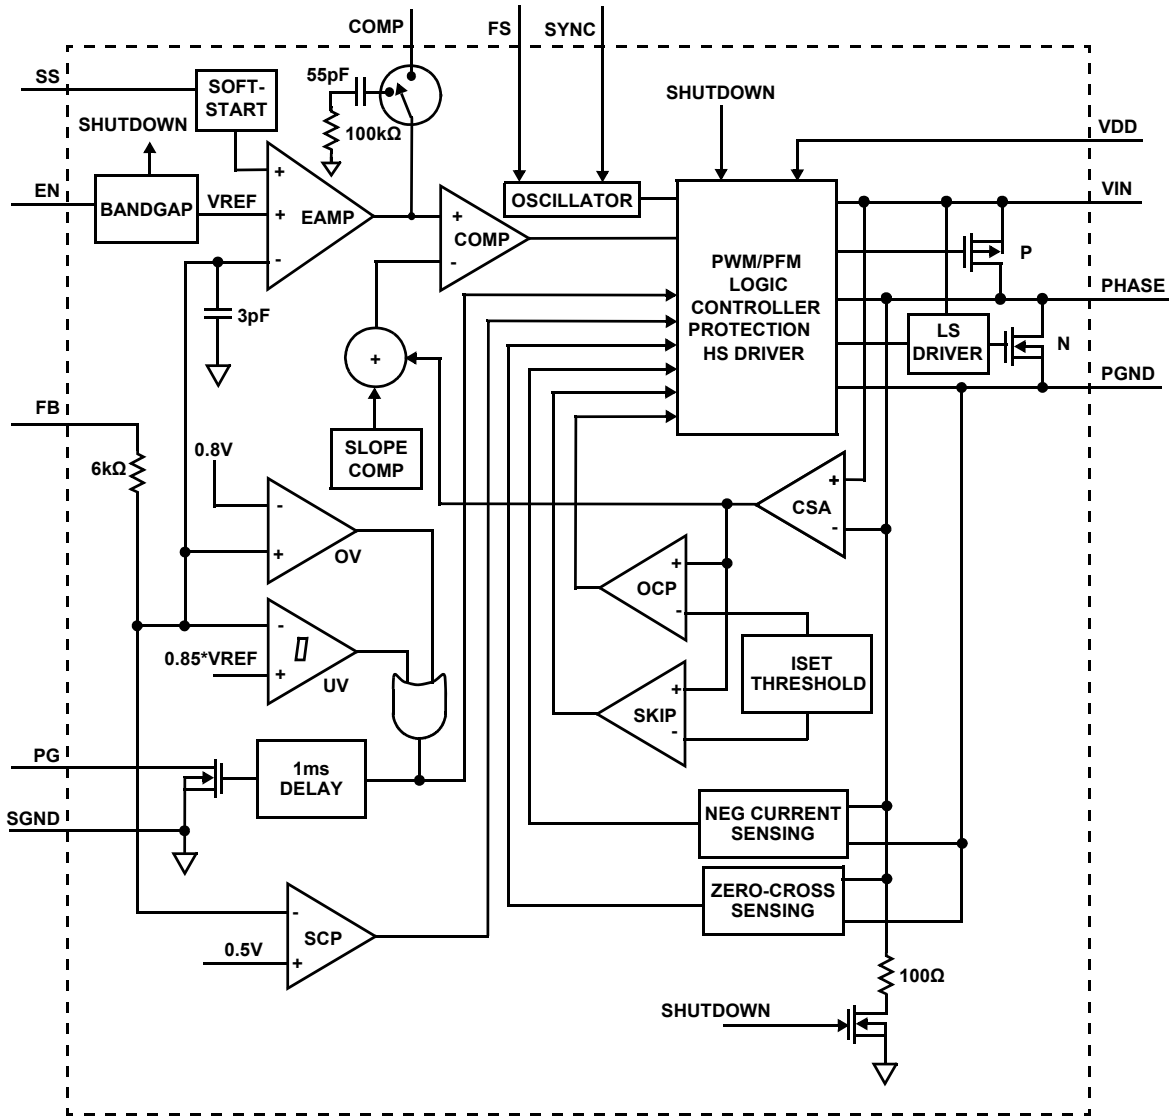 COMP
FS
SYNC
SS
SOFT-
START
55pF
100kΩ
SHUTDOWN
SHUTDOWN
VDD
EN
BANDGAP
VREF
+
+
-
EAMP
+
-
COMP
OSCILLATOR
VIN
PWM/PFM
LOGIC
CONTROLLER
PROTECTION
HS DRIVER
P
PHASE
3pF
+
LS
DRIVER
N
PGND
FB
6kΩ
0.8V
SLOPE
COMP
-
+
OV
+
-
CSA
+
-
OCP
-
+
UV
0.85*VREF
ISET
THRESHOLD
+
-
SKIP
PG
1ms
DELAY
SGND
NEG CURRENT
SENSING
ZERO-CROSS
SENSING
-
+
SCP
0.5V
100Ω
SHUTDOWN